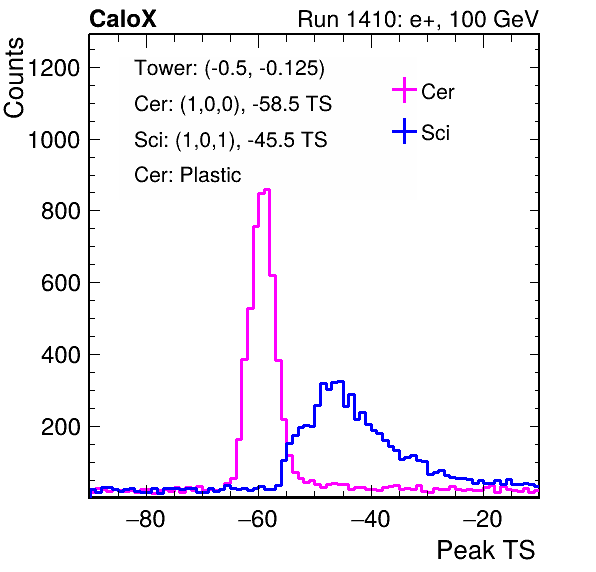 CaloX Run 1410: e+, 100 GeV
Counts
Tower: (-0.5, -0.125)
Cer: (1,0,0), -58.5 TS
Sci: (1,0,1), -45.5 TS
Cer: Plastic
Cer
Sci
1200
1000
800
600
400
200
−80 −60 −40 −20
Peak TS